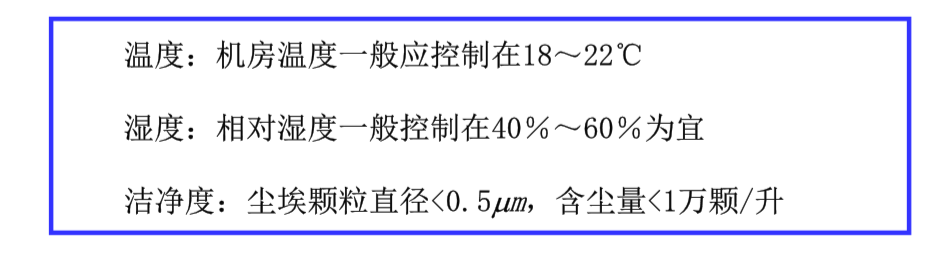 温度：机房温度一般应控制在18～22℃
湿度：相对湿度一般控制在40％～60％为宜
洁净度：尘埃颗粒直径<0.5μm，含尘量<1万颗/升